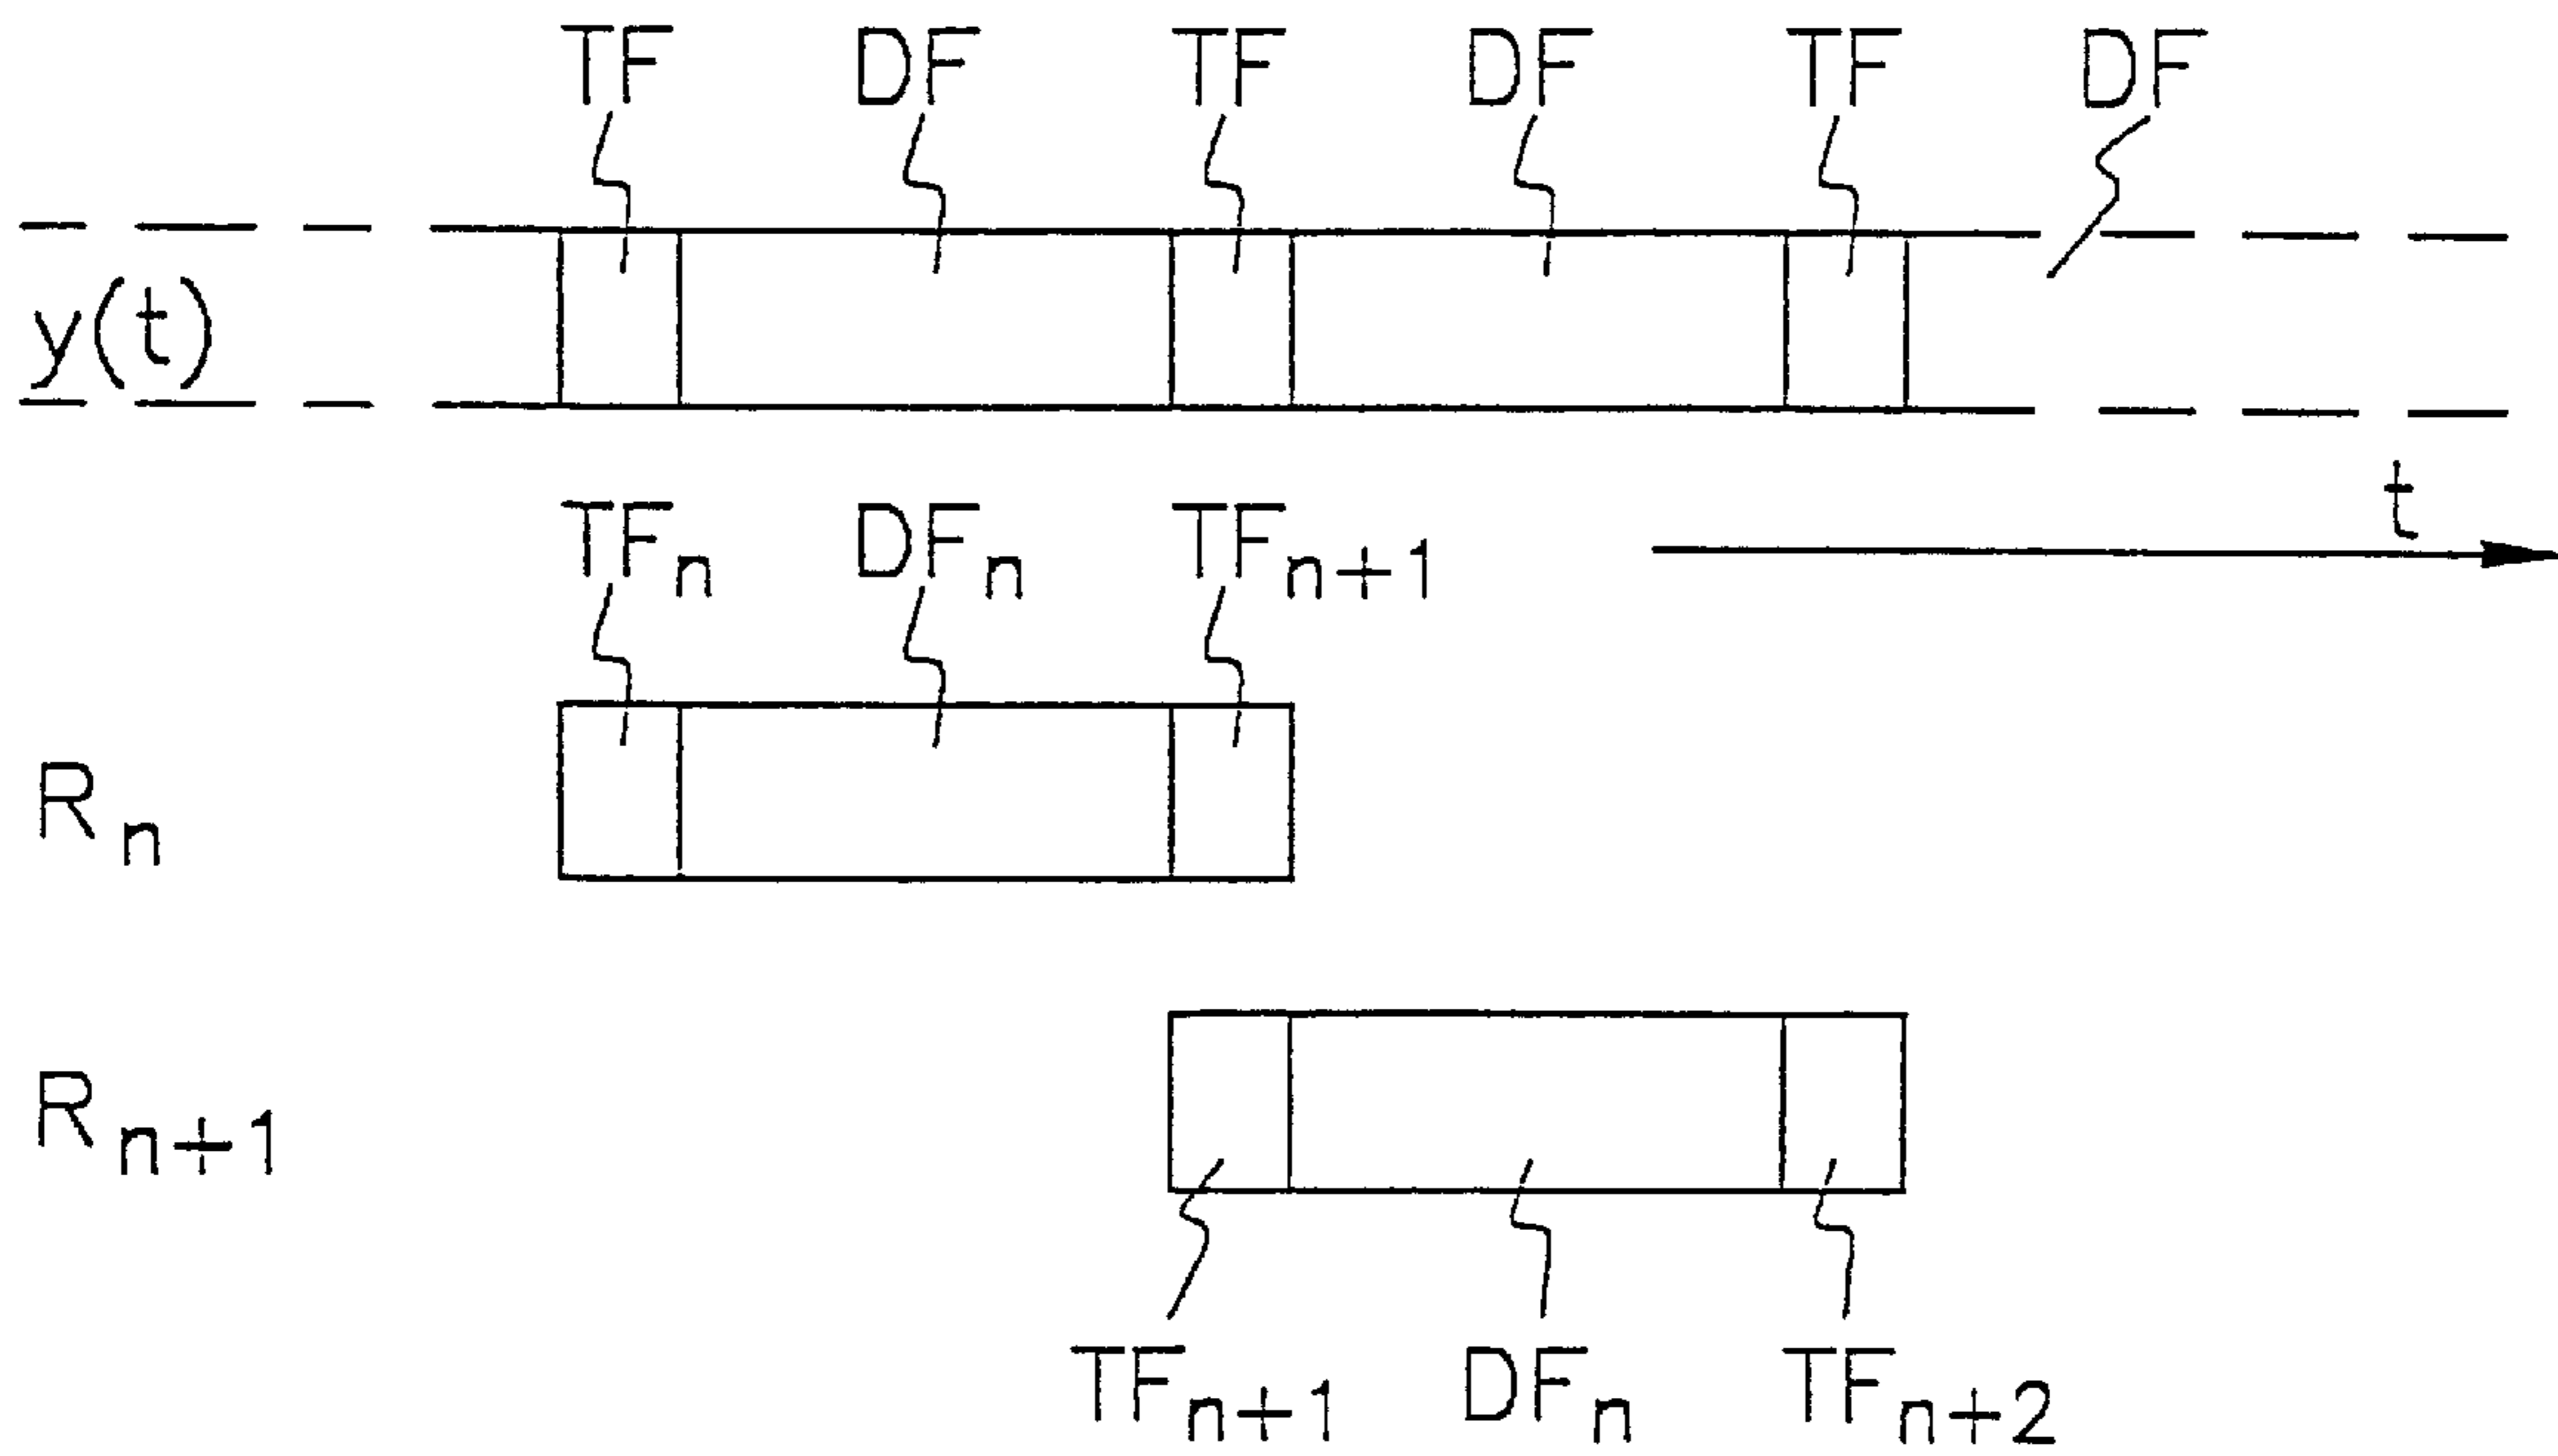 TF DF TF DF TF DF
y(t)
t
TFn DFn TFn+1
Rn
Rn+1
TFn+1 DFn TFn+2